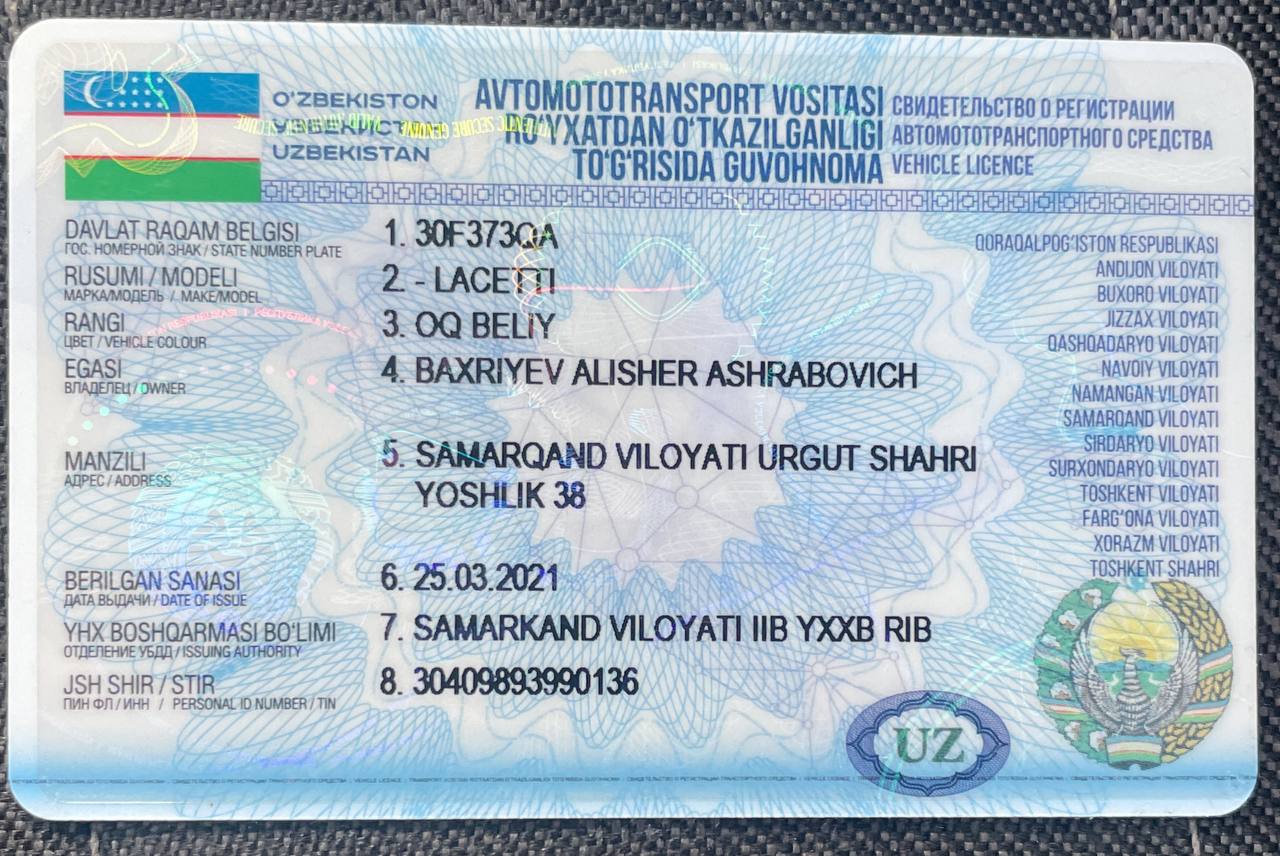 O'ZBEKISTON
УЗБЕКИСТАН
UZBEKISTAN
AVTOMOTOTRANSPORT VOSITASI
RO'YXATDAN O'TKAZILGANLIGI
TO'G'RISIDA GUVOHNOMA
СВИДЕТЕЛЬСТВО О РЕГИСТРАЦИИ
АВТОМОТОТРАНСПОРТНОГО СРЕДСТВА
VEHICLE LICENCE
DAVLAT RAQAM BELGISI
ГОС. НОМЕРНОЙ ЗНАК / STATE NUMBER PLATE
1. 30F373QA
RUSUMI / MODELI
МАРКА/МОДЕЛЬ / MAKE/MODEL
2. - LACETTI
RANGI
ЦВЕТ / VEHICLE COLOUR
3. OQ BELIY
EGASI
ВЛАДЕЛЕЦ / OWNER
4. BAXRIYEV ALISHER ASHRABOVICH
MANZILI
АДРЕС / ADDRESS
5. SAMARQAND VILOYATI URGUT SHAHRI
YOSHLIK 38
BERILGAN SANASI
ДАТА ВЫДАЧИ / DATE OF ISSUE
6. 25.03.2021
YHX BOSHQARMASI BO'LIMI
ОТДЕЛЕНИЕ УБДД / ISSUING AUTHORITY
7. SAMARKAND VILOYATI IIB YXXB RIB
JSH SHIR / STIR
ПИН ФЛ / ИНН / PERSONAL ID NUMBER / TIN
8. 30409893990136
QORAQALPOG'ISTON RESPUBLIKASI
ANDIJON VILOYATI
BUXORO VILOYATI
JIZZAX VILOYATI
QASHQADARYO VILOYATI
NAVOIY VILOYATI
NAMANGAN VILOYATI
SAMARQAND VILOYATI
SIRDARYO VILOYATI
SURXONDARYO VILOYATI
TOSHKENT VILOYATI
FARG'ONA VILOYATI
XORAZM VILOYATI
TOSHKENT SHAHRI
UZ